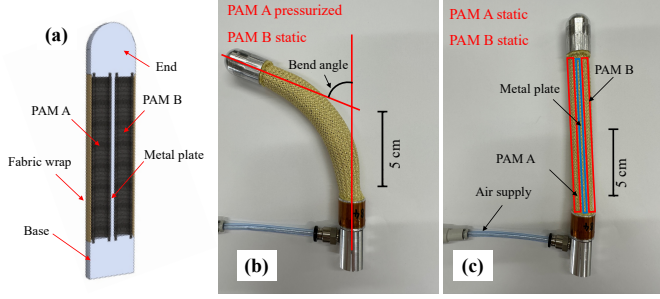 (a)
End
PAM A
PAM B
Fabric wrap
Metal plate
Base
PAM A pressurized
PAM B static
Bend angle
5 cm
(b)
PAM A static
PAM B static
PAM B
Metal plate
PAM A
Air supply
5 cm
(c)